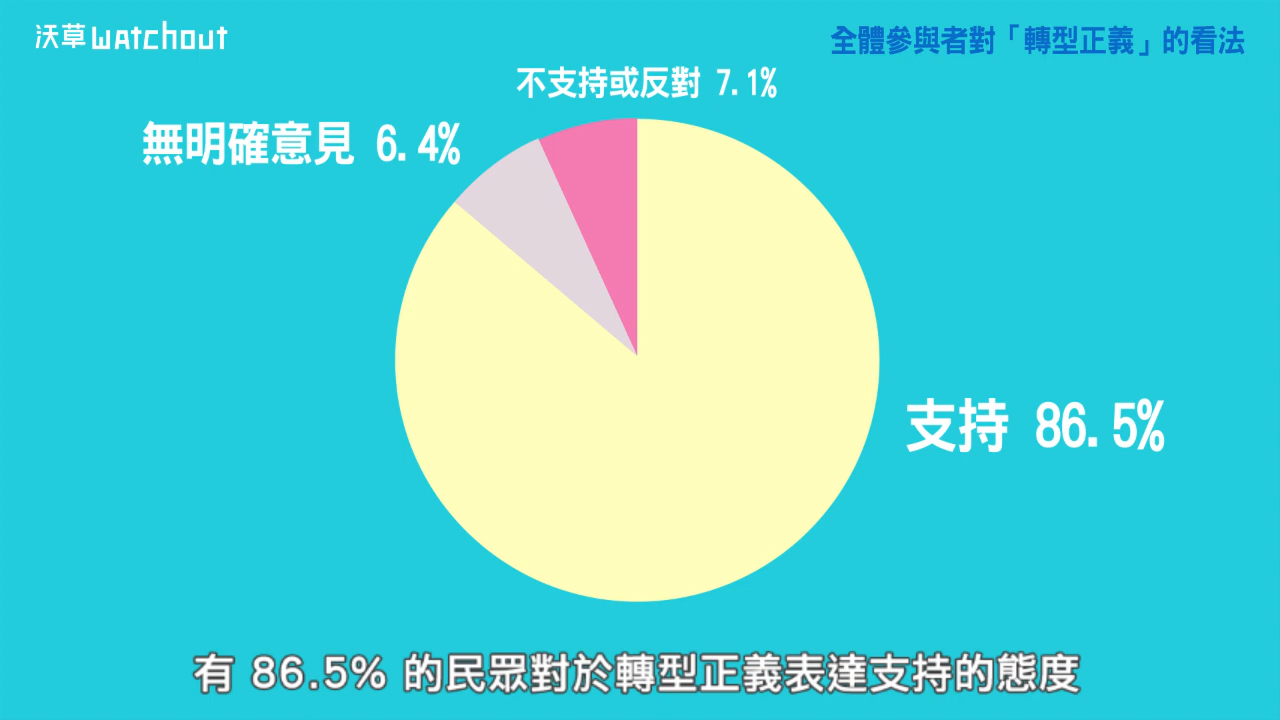 沃草watchout
全體參與者對「轉型正義」的看法
不支持或反對 7.1%
無明確意見 6.4%
支持 86.5%
有 86.5% 的民眾對於轉型正義表達支持的態度